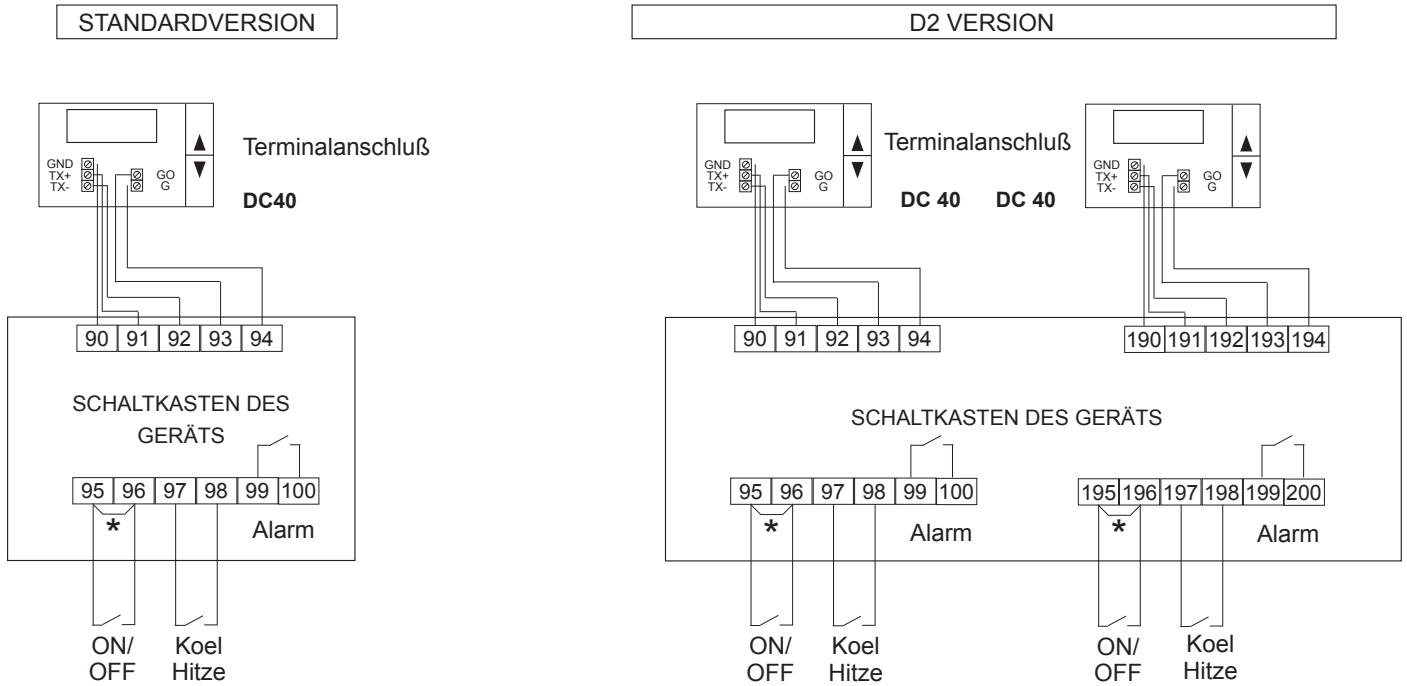 STANDARDVERSION
GND
TX+
TX-
GO
G
Terminalanschluß
DC40
90 91 92 93 94
SCHALTKASTEN DES
GERÄTS
95 96 97 98 99 100
*
Alarm
ON/
OFF
Koel
Hitze
D2 VERSION
GND
TX+
TX-
GO
G
Terminalanschluß
DC 40 DC 40
GND
TX+
TX-
GO
G
90 91 92 93 94
190 191 192 193 194
SCHALTKASTEN DES GERÄTS
95 96 97 98 99 100
*
Alarm
195 196 197 198 199 200
*
Alarm
ON/
OFF
Koel
Hitze
ON/
OFF
Koel
Hitze